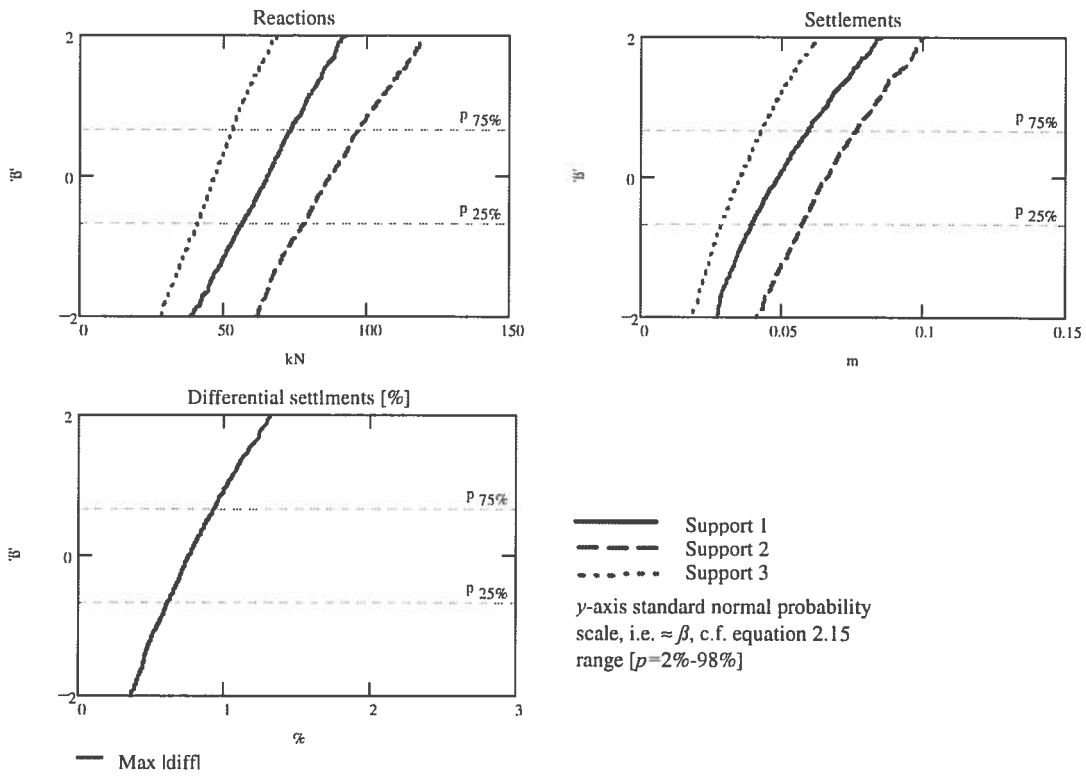 Reactions
2
P 75%
'β'
0
P 25%
−2
0
50
100
150
kN
Settlements
2
P 75%
'β'
0
P 25%
−2
0
0.05
0.1
0.15
m
Differential settlments [%]
2
P 75%
'β'
0
P 25%
−2
0
1
2
3
%
Max |diff|
Support 1
Support 2
Support 3
y-axis standard normal probability
scale, i.e. ≈ β, c.f. equation 2.15
range [p=2%-98%]